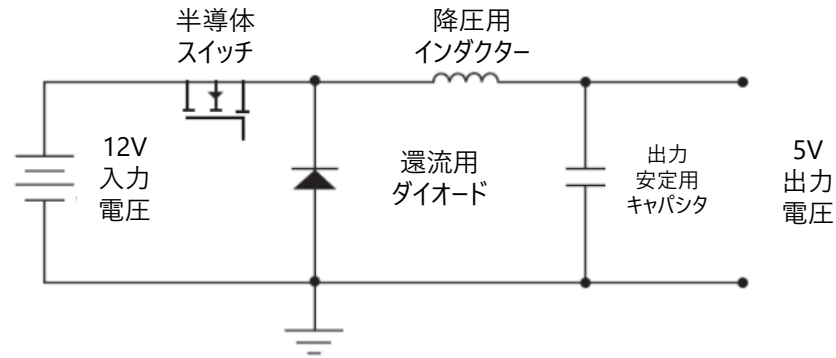 半導体
スイッチ
降圧用
インダクター
12V
入力
電圧
還流用
ダイオード
出力
安定用
キャパシタ
5V
出力
電圧